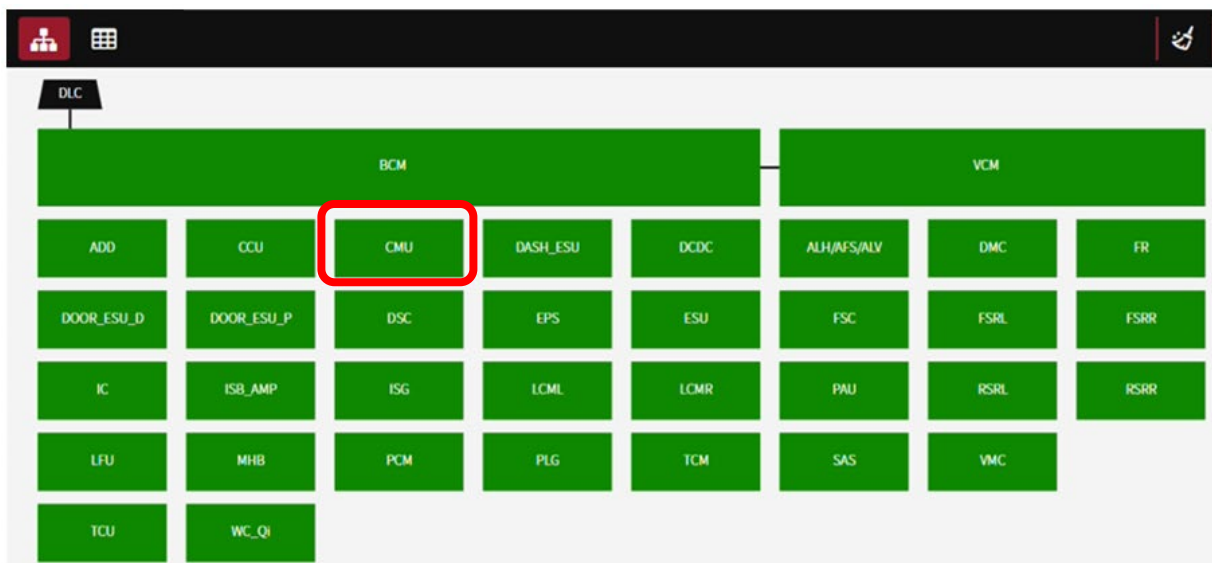 DLC
BCM VCM
ADD CCU CMU DASH_ESU DCDC ALH/AFS/ALV DMC FR
DOOR_ESU_D DOOR_ESU_P DSC EPS ESU FSC FSRL FSRR
IC ISB_AMP ISG LCML LCMR PAU RSRL RSRR
LFU MHB PCM PLG TCM SAS VMC
TCU WC_Qi